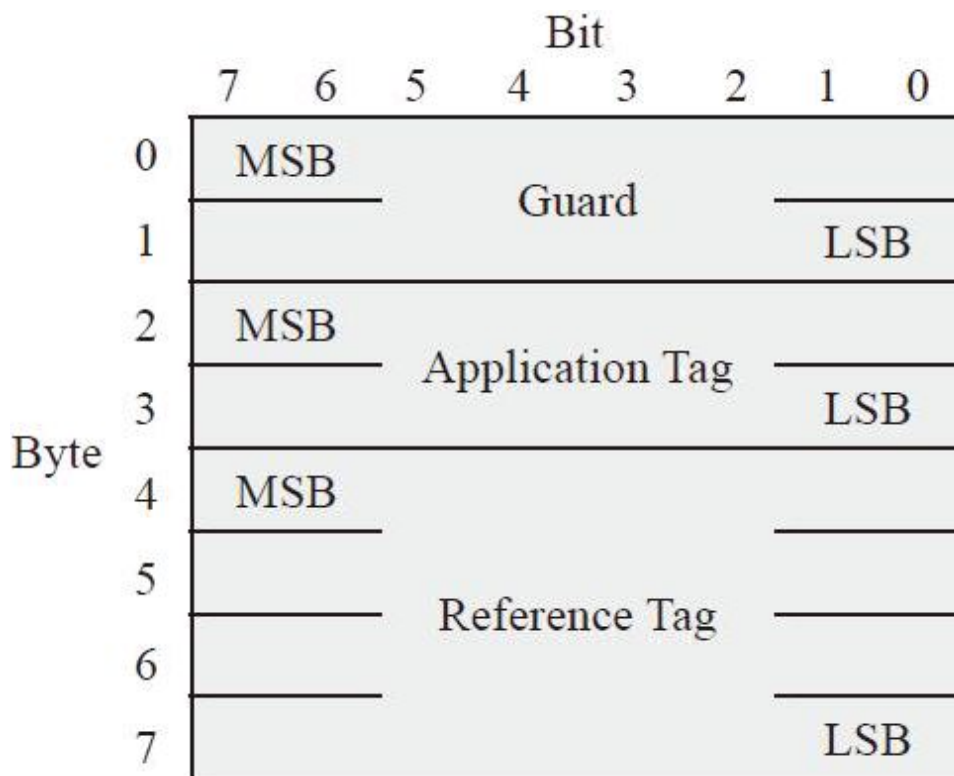 Bit
7 6 5 4 3 2 1 0
0 MSB
Guard
1 LSB
2 MSB
Application Tag
3 LSB
Byte
4 MSB
5
Reference Tag
6
7 LSB